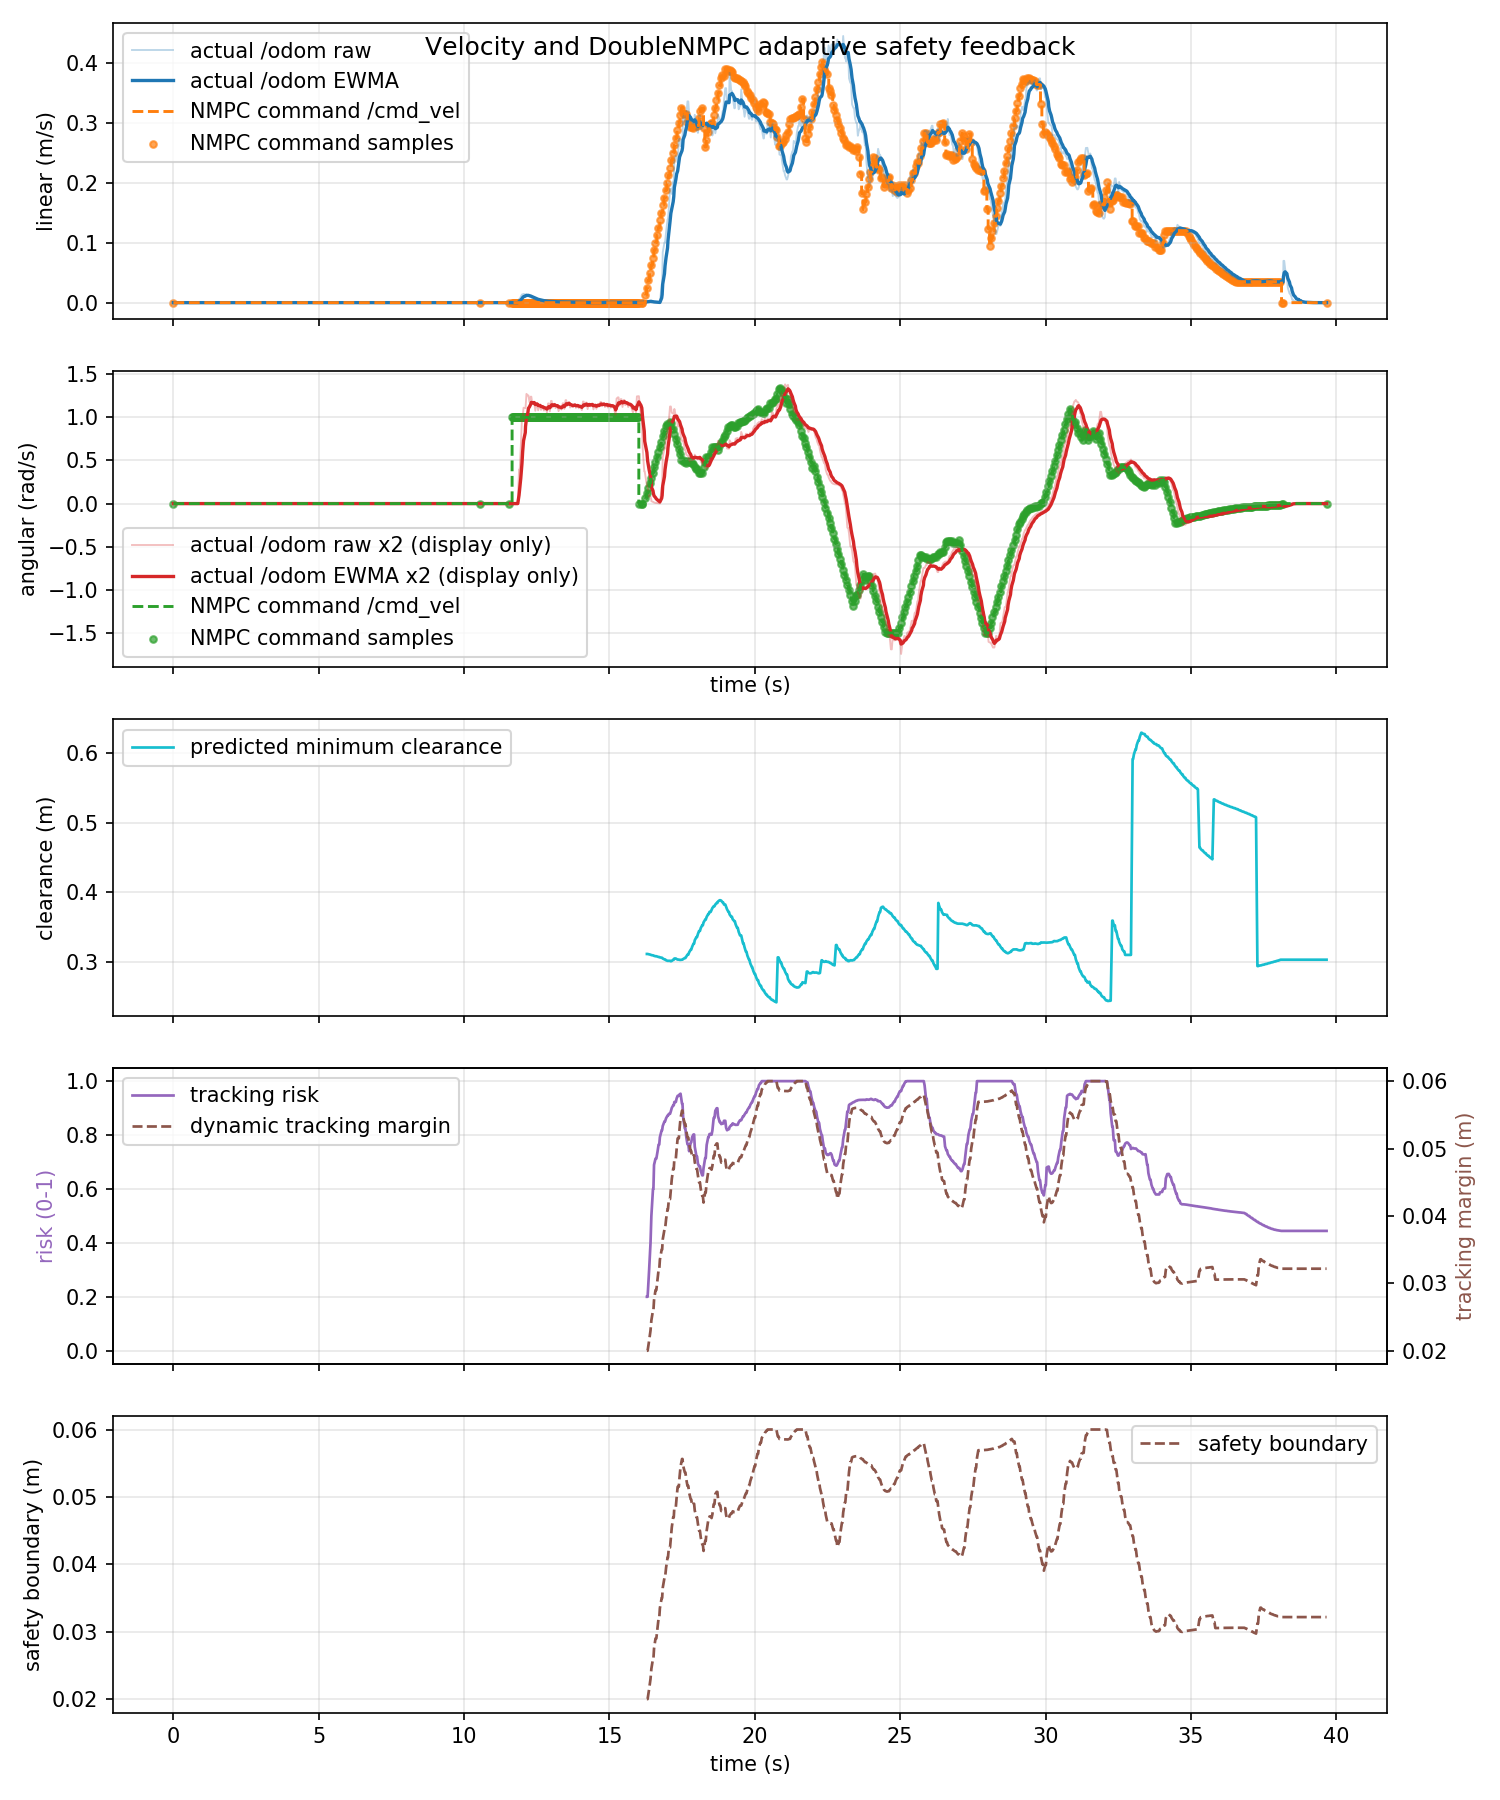 Velocity and DoubleNMPC adaptive safety feedback
actual /odom raw
actual /odom EWMA
NMPC command /cmd_vel
NMPC command samples
linear (m/s)
0.4
0.3
0.2
0.1
0.0
angular (rad/s)
1.5
1.0
0.5
0.0
−0.5
−1.0
−1.5
actual /odom raw x2 (display only)
actual /odom EWMA x2 (display only)
NMPC command /cmd_vel
NMPC command samples
time (s)
predicted minimum clearance
clearance (m)
0.6
0.5
0.4
0.3
tracking risk
dynamic tracking margin
risk (0-1)
1.0
0.8
0.6
0.4
0.2
0.0
tracking margin (m)
0.06
0.05
0.04
0.03
0.02
safety boundary
safety boundary (m)
0.06
0.05
0.04
0.03
0.02
0 5 10 15 20 25 30 35 40
time (s)